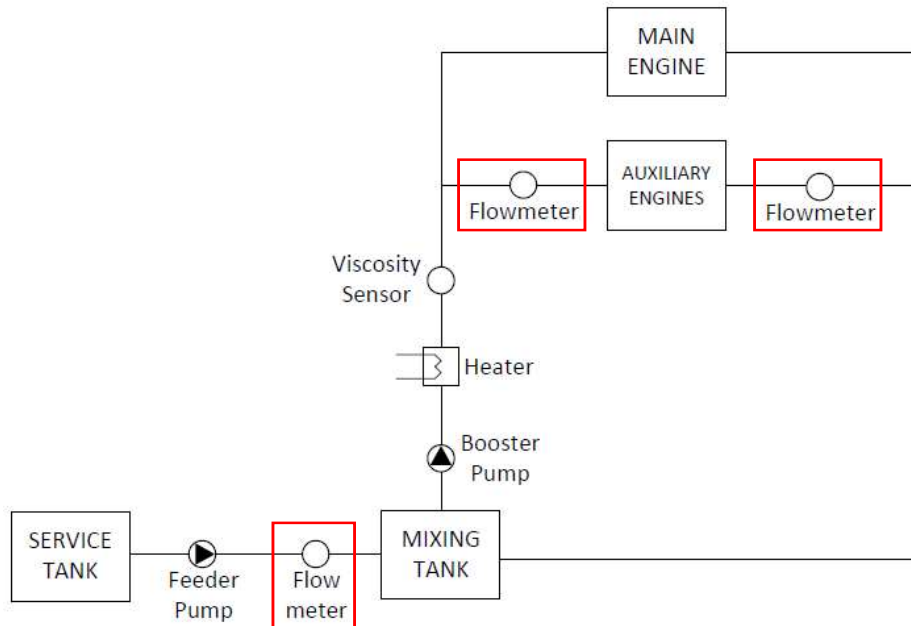 MAIN
ENGINE
AUXILIARY
ENGINES
Flowmeter
Flowmeter
Viscosity
Sensor
Heater
Booster
Pump
SERVICE
TANK
Feeder
Pump
Flow
meter
MIXING
TANK